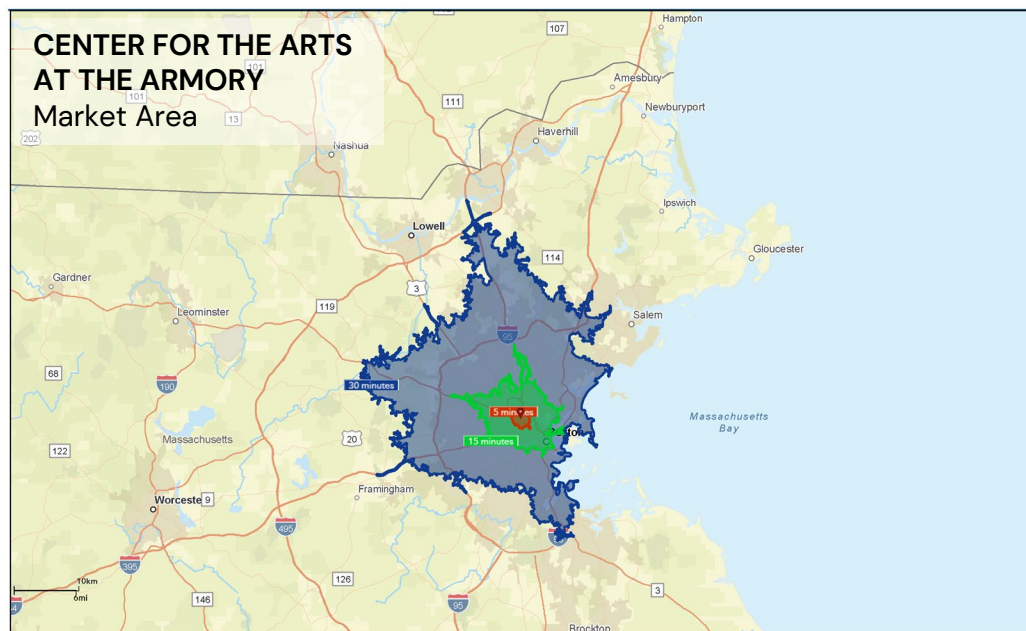 CENTER FOR THE ARTS
AT THE ARMORY
Market Area
Hampton
107
101
101
Amesbury
111
Newburyport
13
Haverhill
202
Nashua
Ipswich
Lowell
Gloucester
114
Gardner
3
119
Leominster
Salem
95
68
190
30 minutes
5 minutes
Massachusetts
Bay
Boston
15 minutes
20
Massachusetts
122
Framingham
Worcester
9
495
395
10km
6mi
126
3
146
95
Brockton